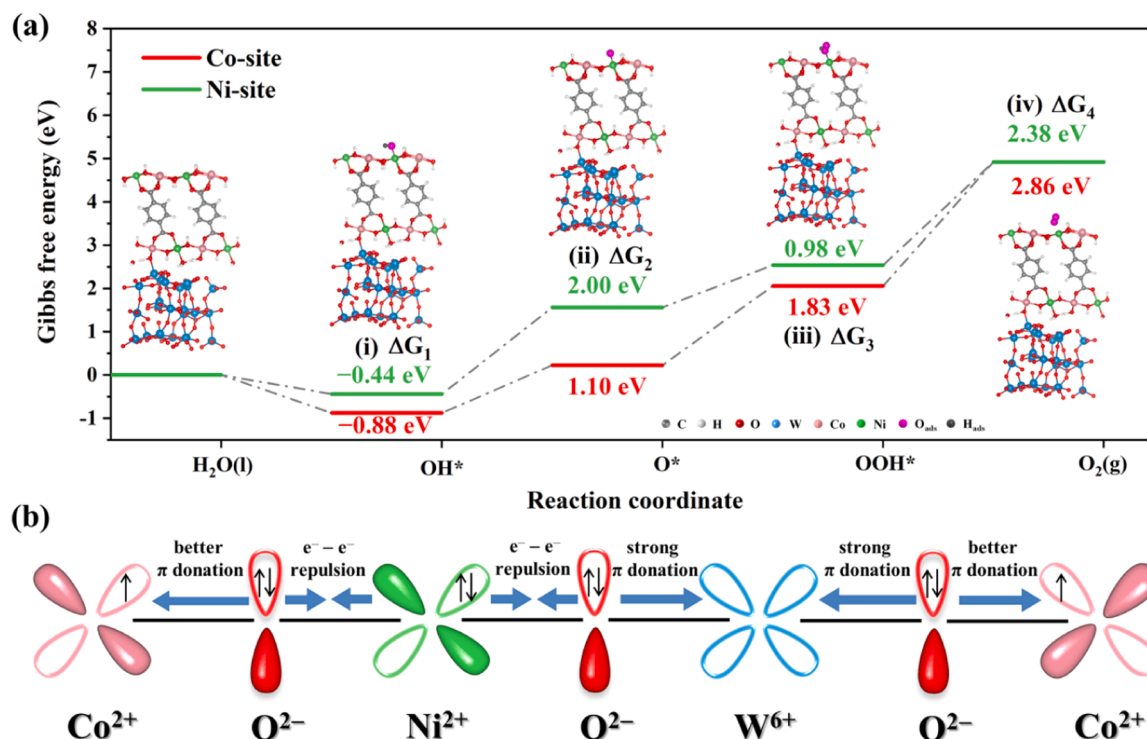 (a)
Gibbs free energy (eV)
8
7
6
5
4
3
2
1
0
-1
Co-site
Ni-site
(i) ΔG₁
−0.44 eV
−0.88 eV
(ii) ΔG₂
2.00 eV
1.10 eV
0.98 eV
1.83 eV
(iii) ΔG₃
(iv) ΔG₄
2.38 eV
2.86 eV
C H O W Co Ni Oₐdₛ Hₐdₛ
H₂O(l) OH* O* OOH* O₂(g)
Reaction coordinate
(b)
better
π donation
e⁻ – e⁻
repulsion
e⁻ – e⁻
repulsion
strong
π donation
strong
π donation
better
π donation
Co²⁺ O²⁻ Ni²⁺ O²⁻ W⁶⁺ O²⁻ Co²⁺